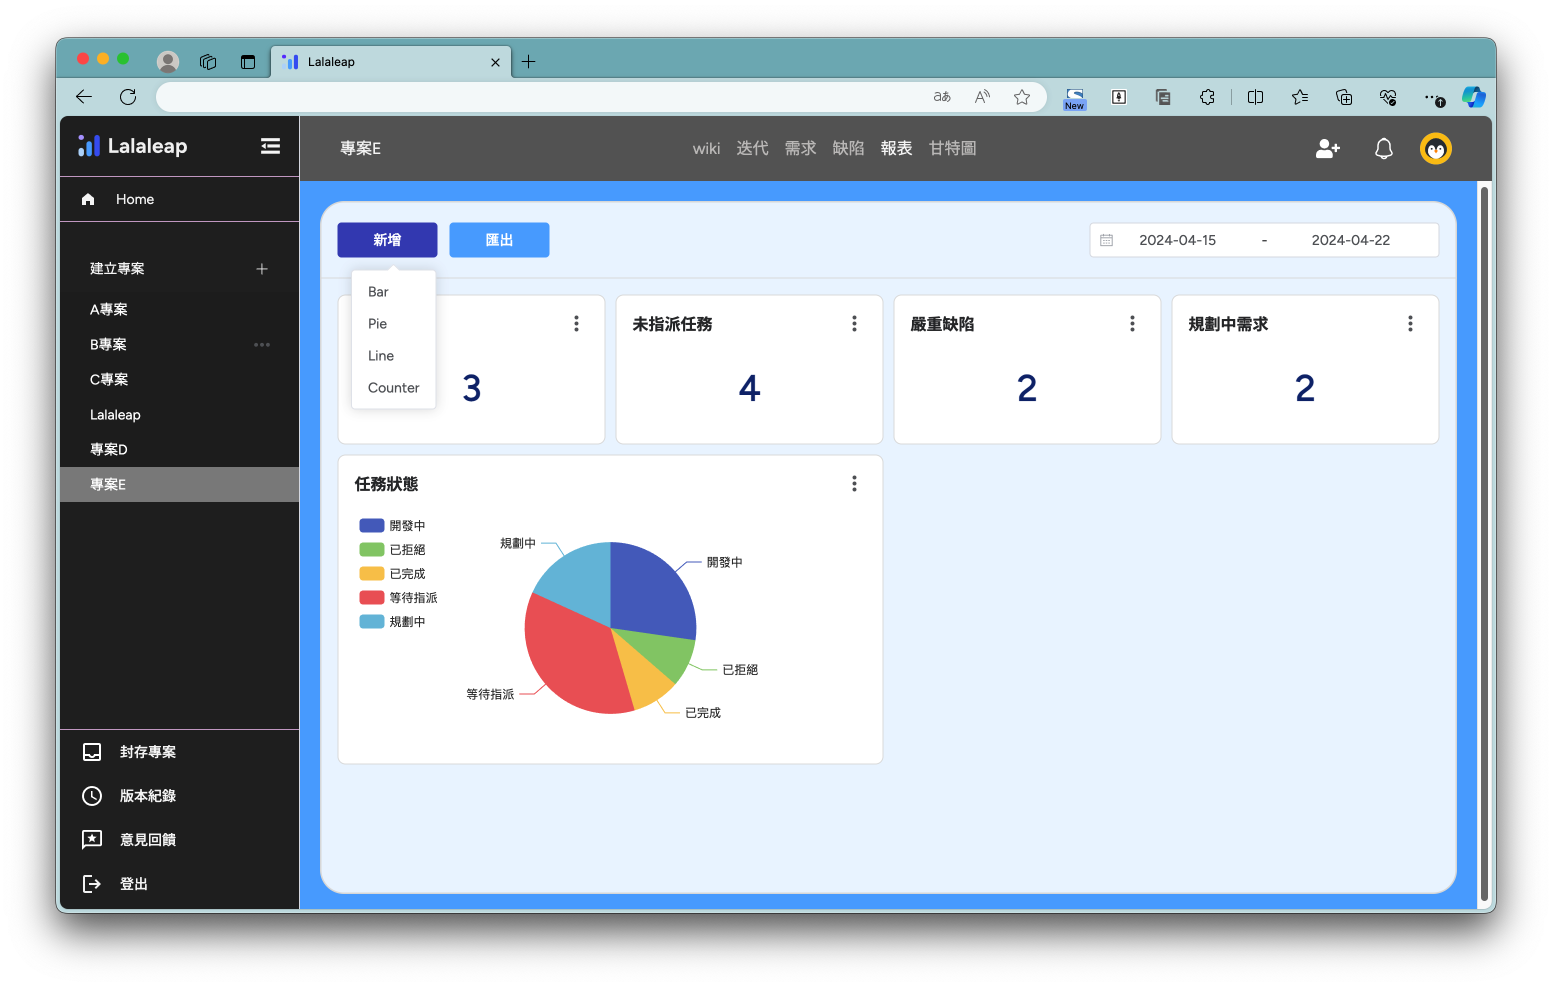 Lalaleap
aあ
A
New
Lalaleap
Home
建立專案
A專案
B專案
C專案
Lalaleap
專案D
專案E
封存專案
版本紀錄
意見回饋
登出
專案E
wiki 迭代 需求 缺陷 報表 甘特圖
新增 匯出
2024-04-15 - 2024-04-22
Bar
Pie
Line
Counter
3
未指派任務
4
嚴重缺陷
2
規劃中需求
2
任務狀態
開發中
已拒絕
已完成
等待指派
規劃中
規劃中
開發中
已拒絕
等待指派
已完成